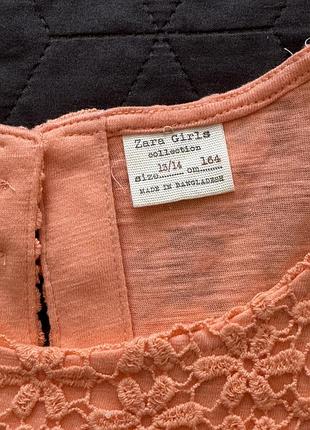 Zara Girls
collection
size 13/14 cm 164
MADE IN BANGLADESH